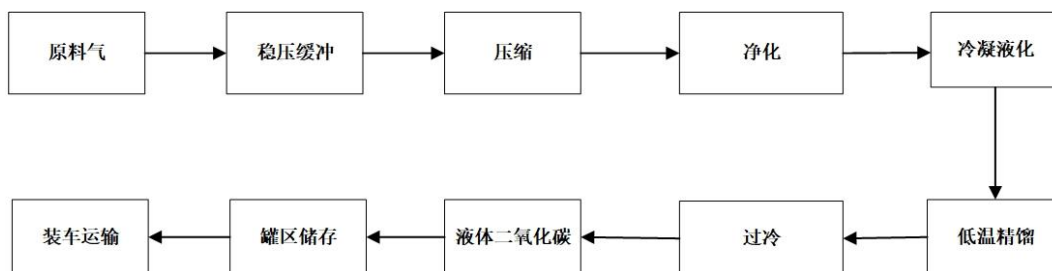 原料气
稳压缓冲
压缩
净化
冷凝液化
装车运输
罐区储存
液体二氧化碳
过冷
低温精馏